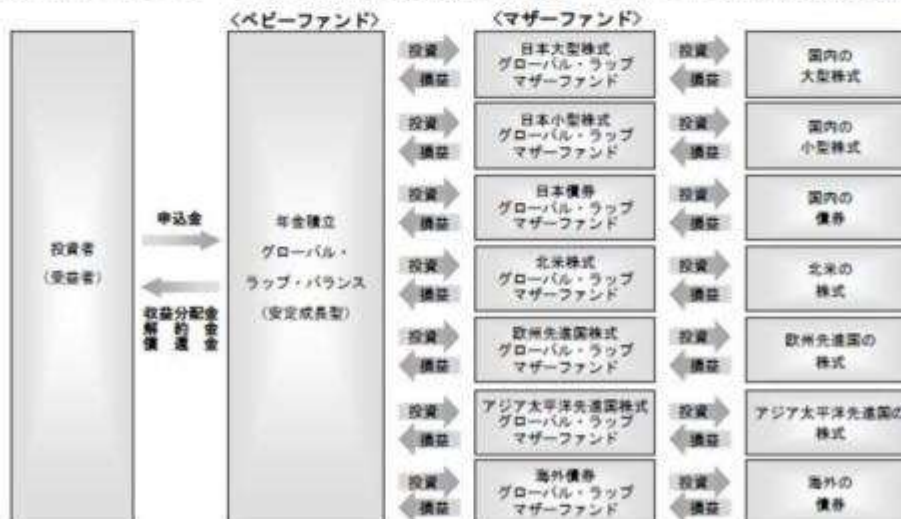 〈ベビーファンド〉
〈マザーファンド〉
投資者
(受益者)
申込金
収益分配金
解約金
償還金
年金積立
グローバル・
ラップ・バランス
(安定成長型)
投資
損益
日本大型株式
グローバル・ラップ
マザーファンド
投資
損益
国内の
大型株式
投資
損益
日本小型株式
グローバル・ラップ
マザーファンド
投資
損益
国内の
小型株式
投資
損益
日本債券
グローバル・ラップ
マザーファンド
投資
損益
国内の
債券
投資
損益
北米株式
グローバル・ラップ
マザーファンド
投資
損益
北米の
株式
投資
損益
欧州先進国株式
グローバル・ラップ
マザーファンド
投資
損益
欧州先進国の
株式
投資
損益
アジア太平洋先進国株式
グローバル・ラップ
マザーファンド
投資
損益
アジア太平洋先進国の
株式
投資
損益
海外債券
グローバル・ラップ
マザーファンド
投資
損益
海外の
債券